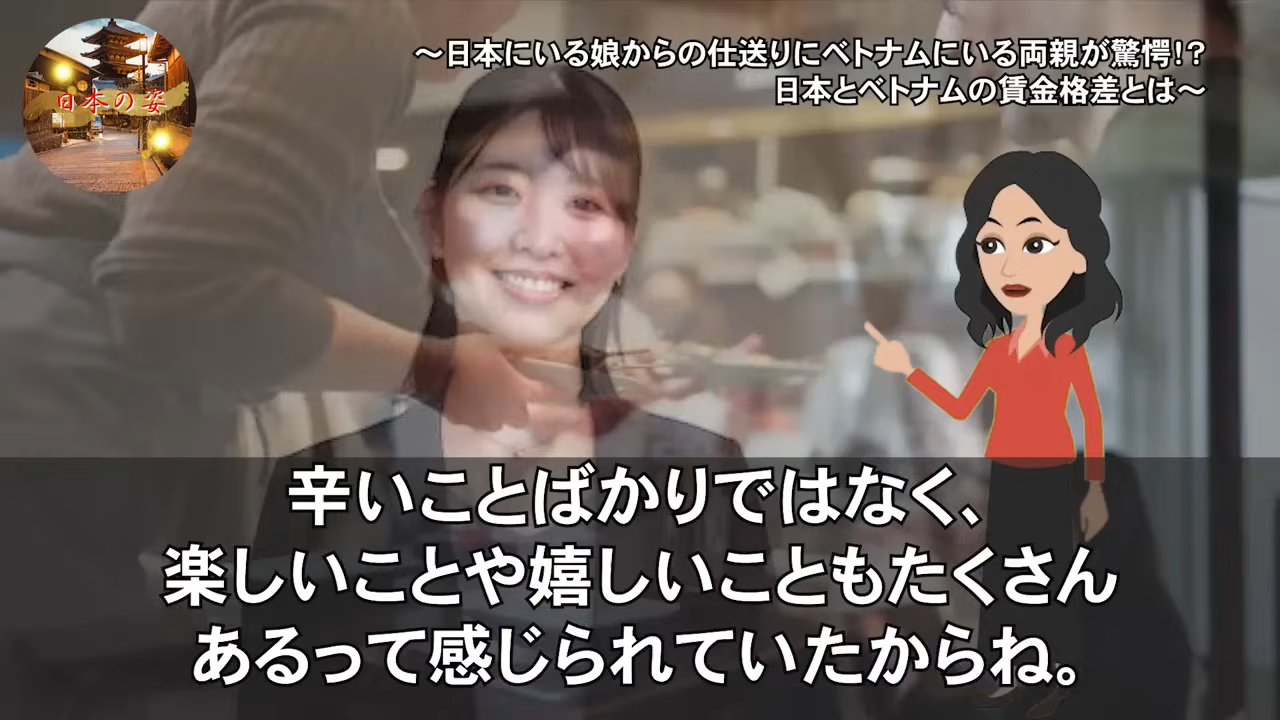 日本の姿
～日本にいる娘からの仕送りにベトナムにいる両親が驚愕!?
日本とベトナムの賃金格差とは～
辛いことばかりではなく、
楽しいことや嬉しいこともたくさん
あるって感じられていたからね。